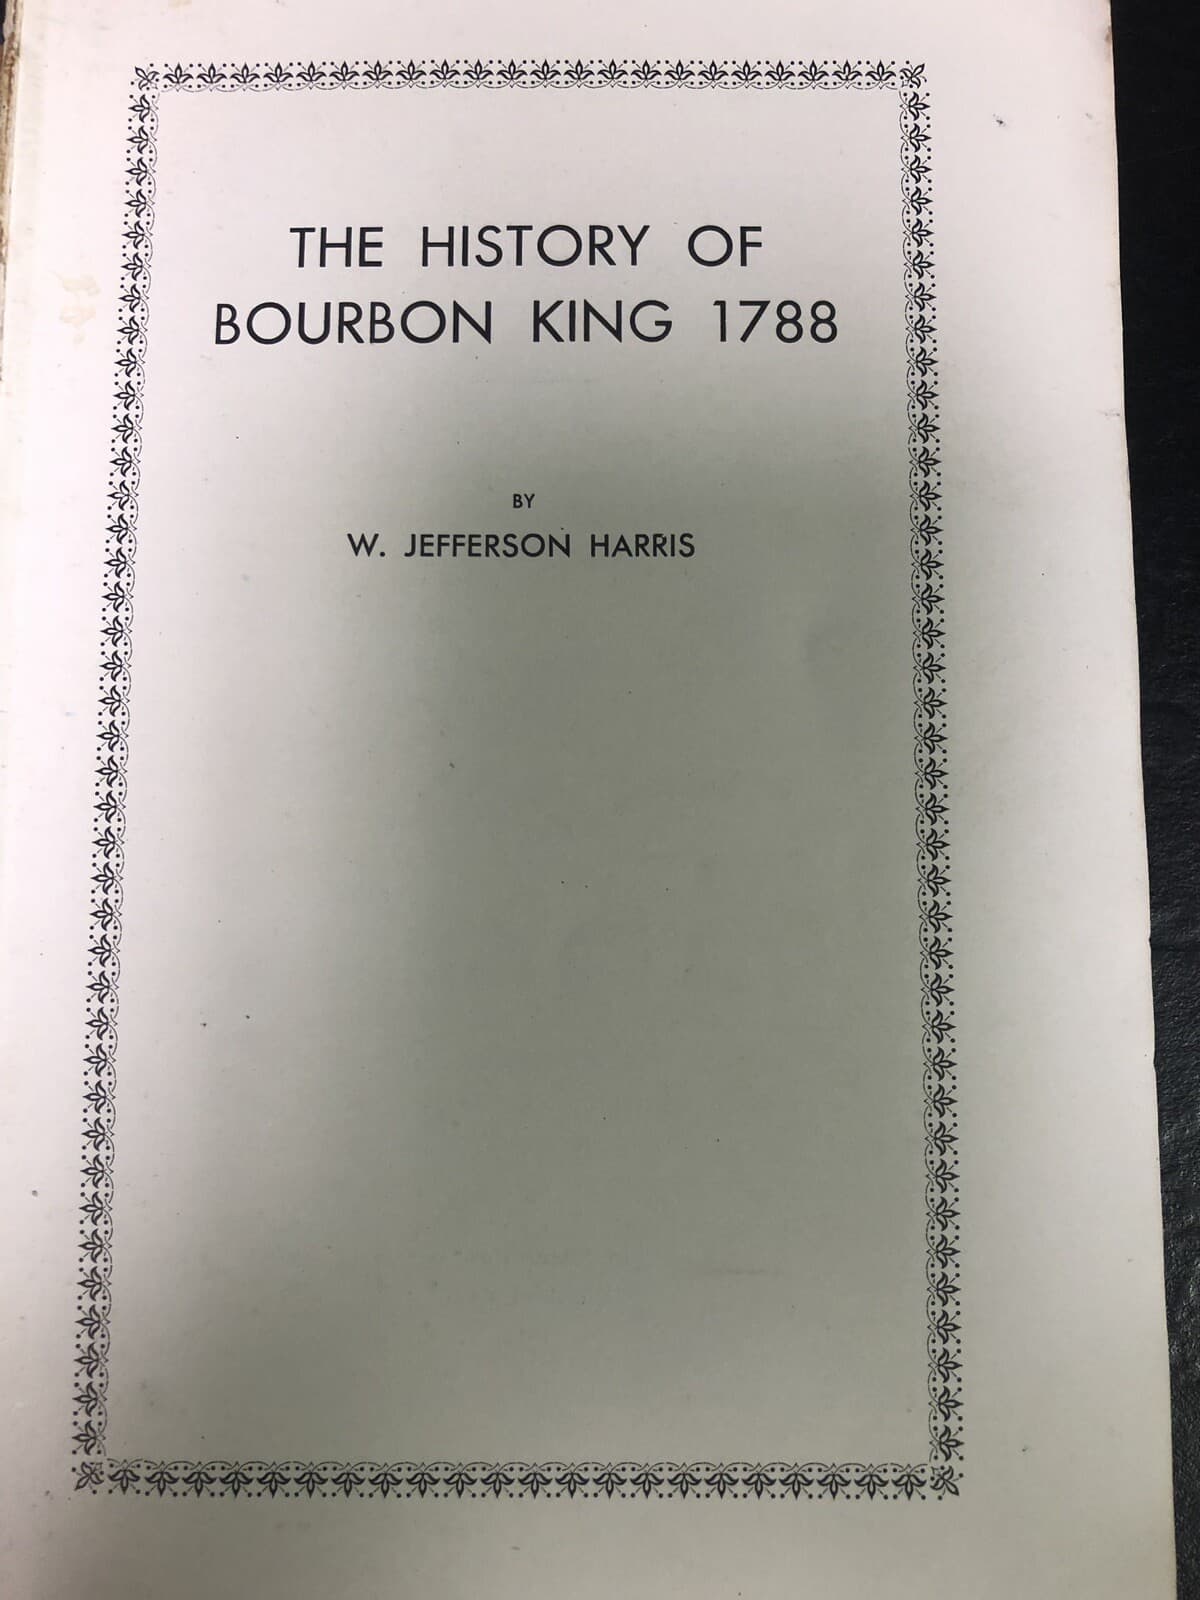 THE HISTORY OF
BOURBON KING 1788
BY
W. JEFFERSON HARRIS